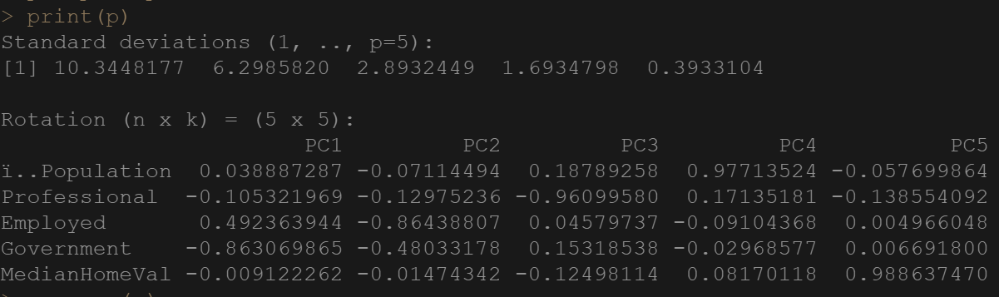 > print(p)
Standard deviations (1, .., p=5):
[1] 10.3448177  6.2985820  2.8932449  1.6934798  0.3933104

Rotation (n x k) = (5 x 5):
                        PC1         PC2         PC3         PC4          PC5
ï..Population   0.038887287 -0.07114494  0.18789258  0.97713524 -0.057699864
Professional   -0.105321969 -0.12975236 -0.96099580  0.17135181 -0.138554092
Employed        0.492363944 -0.86438807  0.04579737 -0.09104368  0.004966048
Government     -0.863069865 -0.48033178  0.15318538 -0.02968577  0.006691800
MedianHomeVal  -0.009122262 -0.01474342 -0.12498114  0.08170118  0.988637470